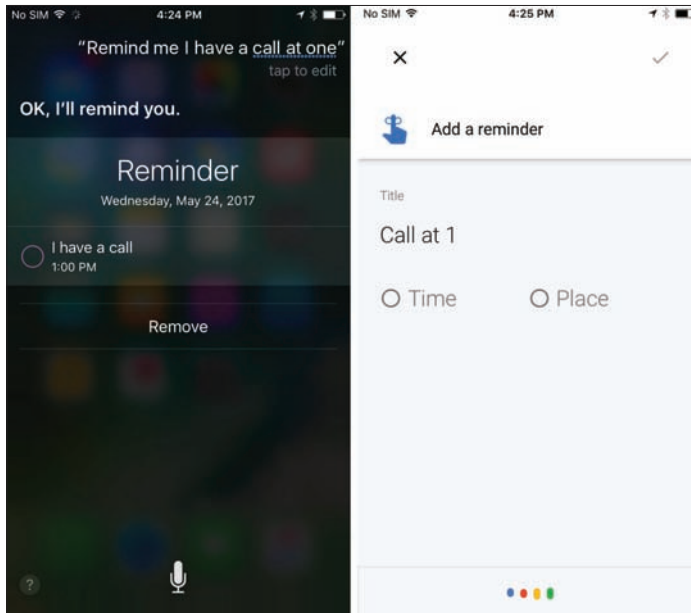 No SIM 4:24 PM
"Remind me I have a call at one"
tap to edit
OK, I'll remind you.
Reminder
Wednesday, May 24, 2017
I have a call
1:00 PM
Remove
?
No SIM 4:25 PM
Add a reminder
Title
Call at 1
Time Place